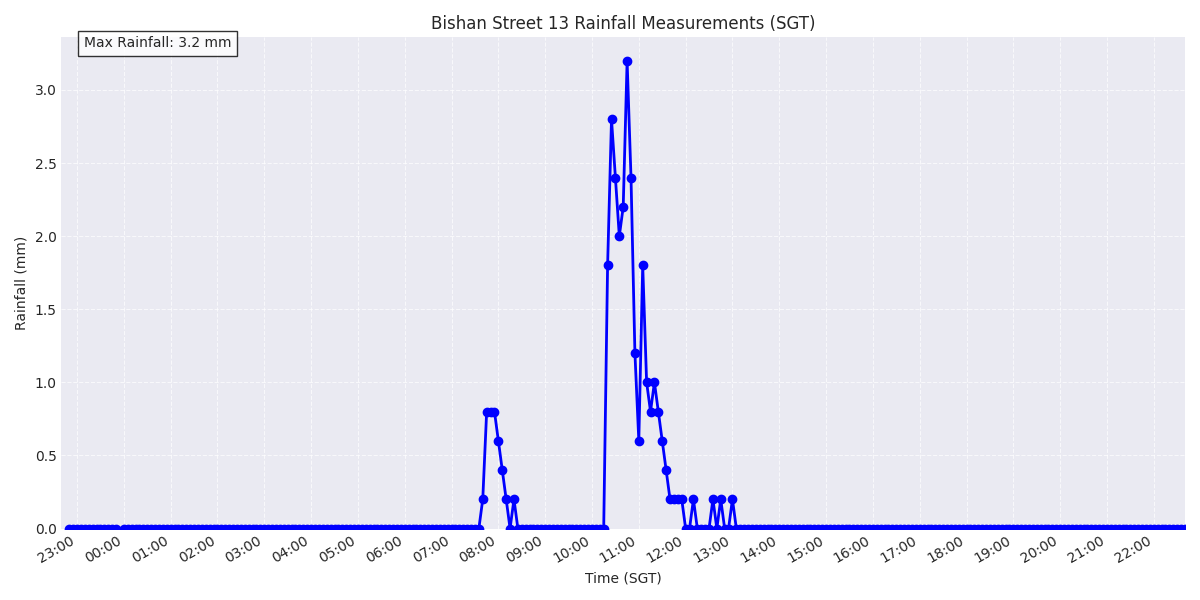 Bishan Street 13 Rainfall Measurements (SGT)
Max Rainfall: 3.2 mm
Rainfall (mm)
3.0
2.5
2.0
1.5
1.0
0.5
0.0
23:00 00:00 01:00 02:00 03:00 04:00 05:00 06:00 07:00 08:00 09:00 10:00 11:00 12:00 13:00 14:00 15:00 16:00 17:00 18:00 19:00 20:00 21:00 22:00
Time (SGT)